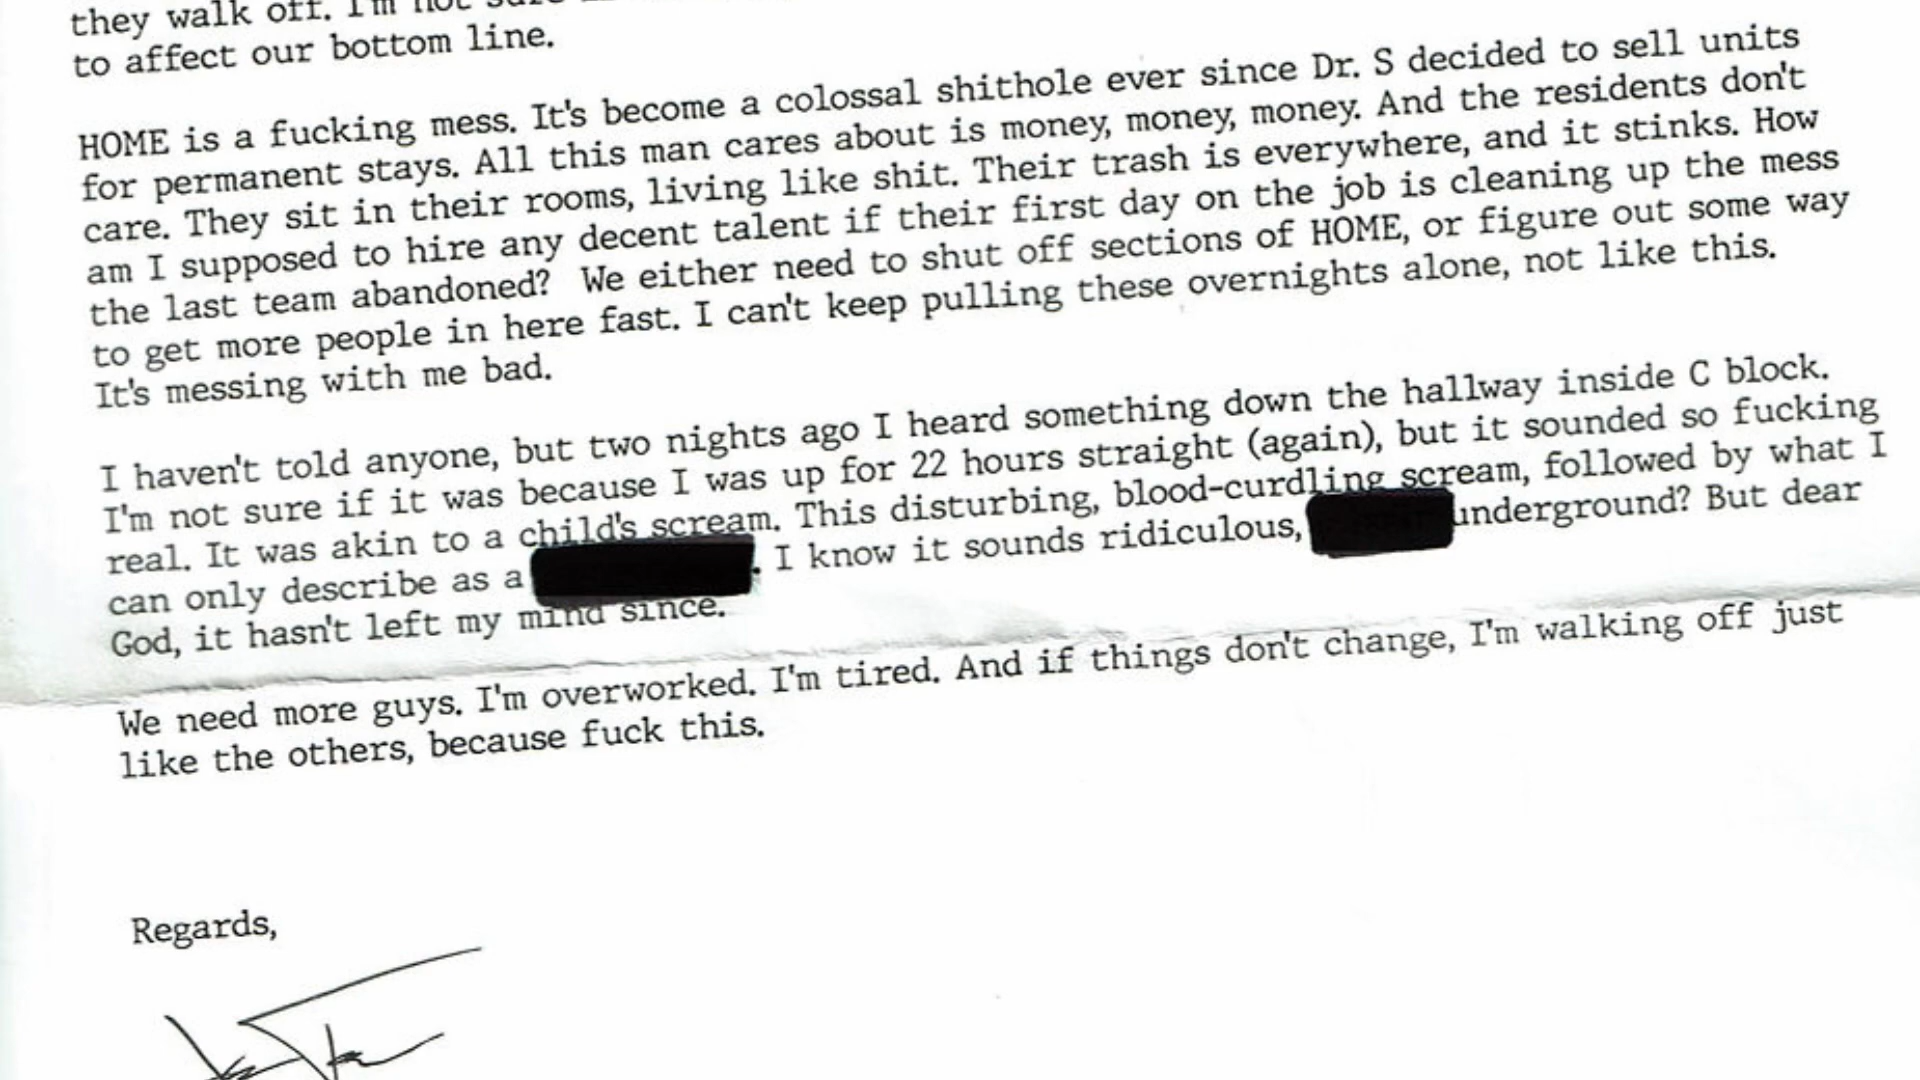 they walk off. I'm not
to affect our bottom line.
HOME is a fucking mess. It's become a colossal shithole ever since Dr. S decided to sell units
for permanent stays. All this man cares about is money, money, money. And the residents don't
care. They sit in their rooms, living like shit. Their trash is everywhere, and it stinks. How
am I supposed to hire any decent talent if their first day on the job is cleaning up the mess
the last team abandoned?  We either need to shut off sections of HOME, or figure out some way
to get more people in here fast. I can't keep pulling these overnights alone, not like this.
It's messing with me bad.
I haven't told anyone, but two nights ago I heard something down the hallway inside C block.
I'm not sure if it was because I was up for 22 hours straight (again), but it sounded so fucking
real. It was akin to a child's scream. This disturbing, blood-curdling scream, followed by what I
can only describe as a . I know it sounds ridiculous, underground? But dear
God, it hasn't left my mind since.
We need more guys. I'm overworked. I'm tired. And if things don't change, I'm walking off just
like the others, because fuck this.
Regards,